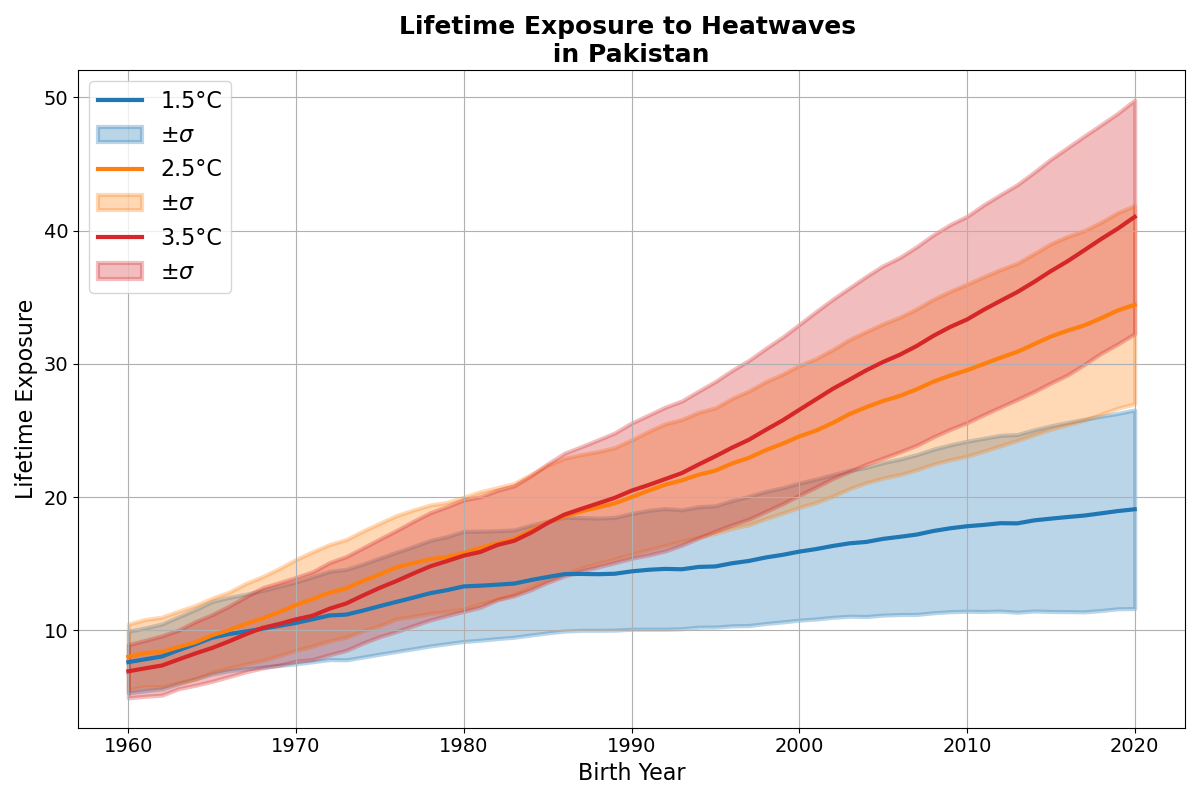 Lifetime Exposure to Heatwaves
in Pakistan
1.5°C
±σ
2.5°C
±σ
3.5°C
±σ
Lifetime Exposure
50
40
30
20
10
1960 1970 1980 1990 2000 2010 2020
Birth Year